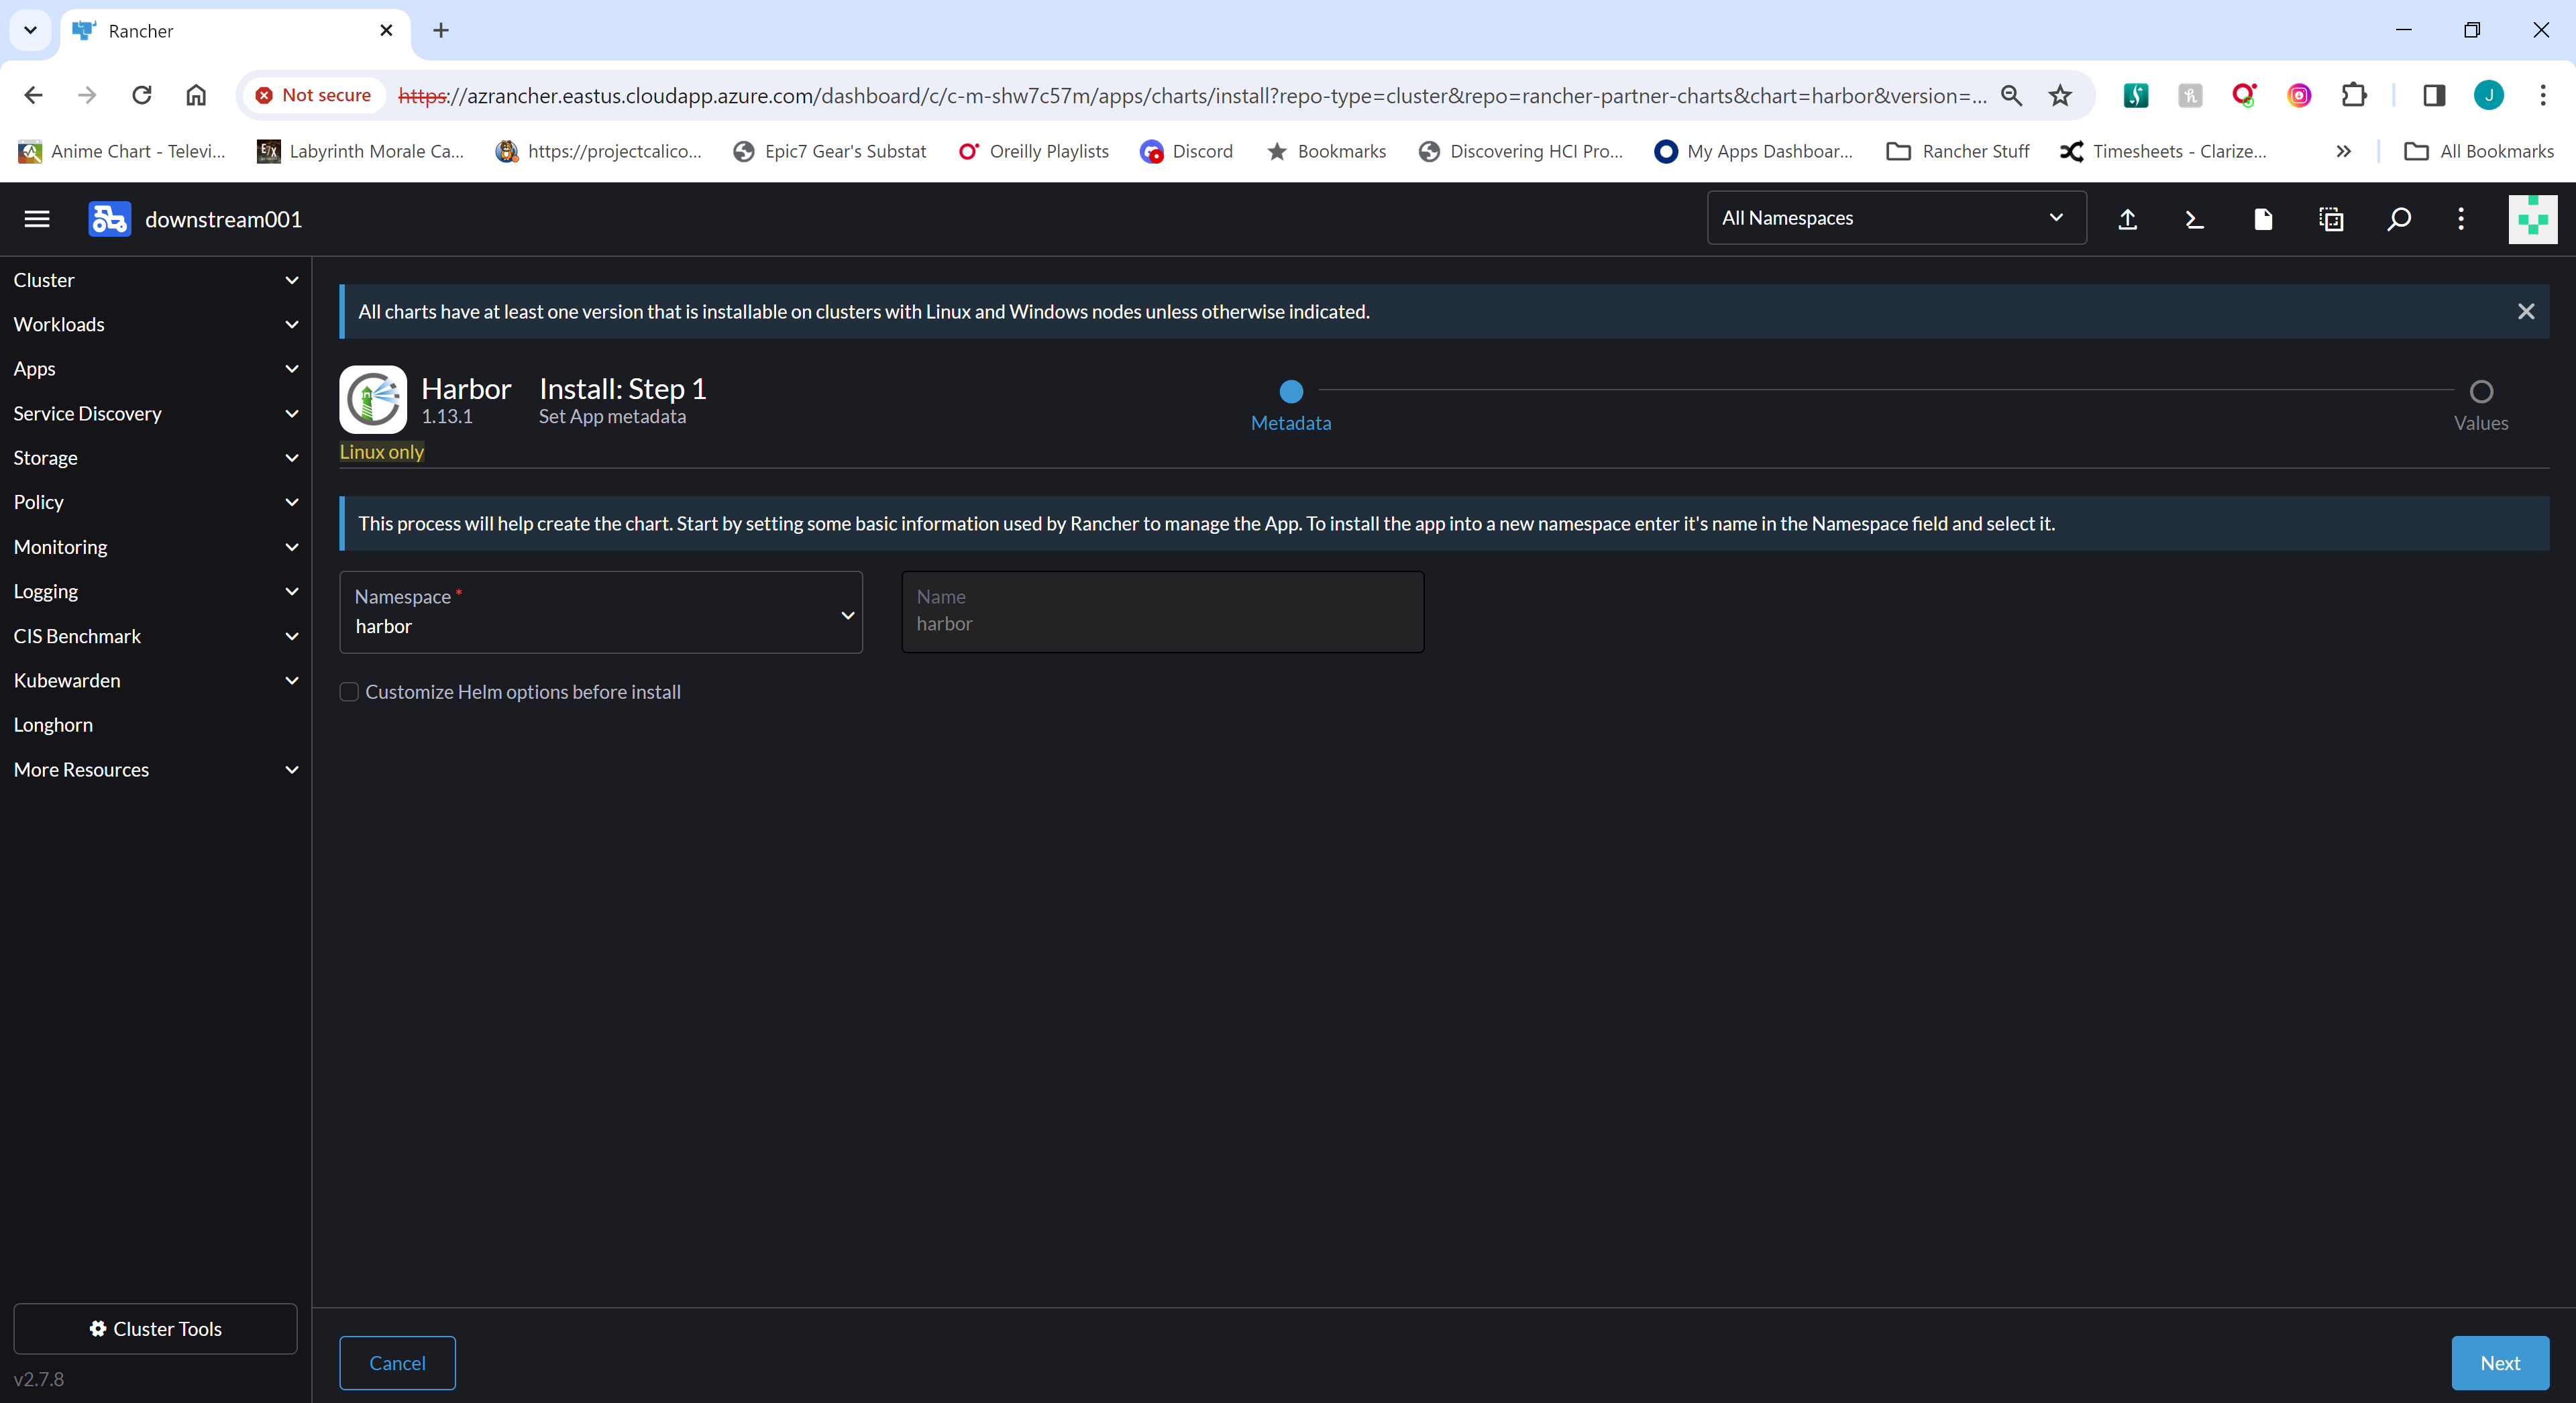 Rancher
Not secure
https://azrancher.eastus.cloudapp.azure.com/dashboard/c/c-m-shw7c57m/apps/charts/install?repo-type=cluster&repo=rancher-partner-charts&chart=harbor&version=...
J
Anime Chart - Televi...
E7X
Labyrinth Morale Ca...
https://projectcalico...
Epic7 Gear's Substat
Oreilly Playlists
Discord
Bookmarks
Discovering HCI Pro...
My Apps Dashboar...
Rancher Stuff
Timesheets - Clarize...
All Bookmarks
downstream001
All Namespaces
Cluster
Workloads
Apps
Service Discovery
Storage
Policy
Monitoring
Logging
CIS Benchmark
Kubewarden
Longhorn
More Resources
Cluster Tools
v2.7.8
All charts have at least one version that is installable on clusters with Linux and Windows nodes unless otherwise indicated.
Harbor
1.13.1
Linux only
Install: Step 1
Set App metadata
Metadata
Values
This process will help create the chart. Start by setting some basic information used by Rancher to manage the App. To install the app into a new namespace enter it's name in the Namespace field and select it.
Namespace *
harbor
Name
harbor
Customize Helm options before install
Cancel
Next